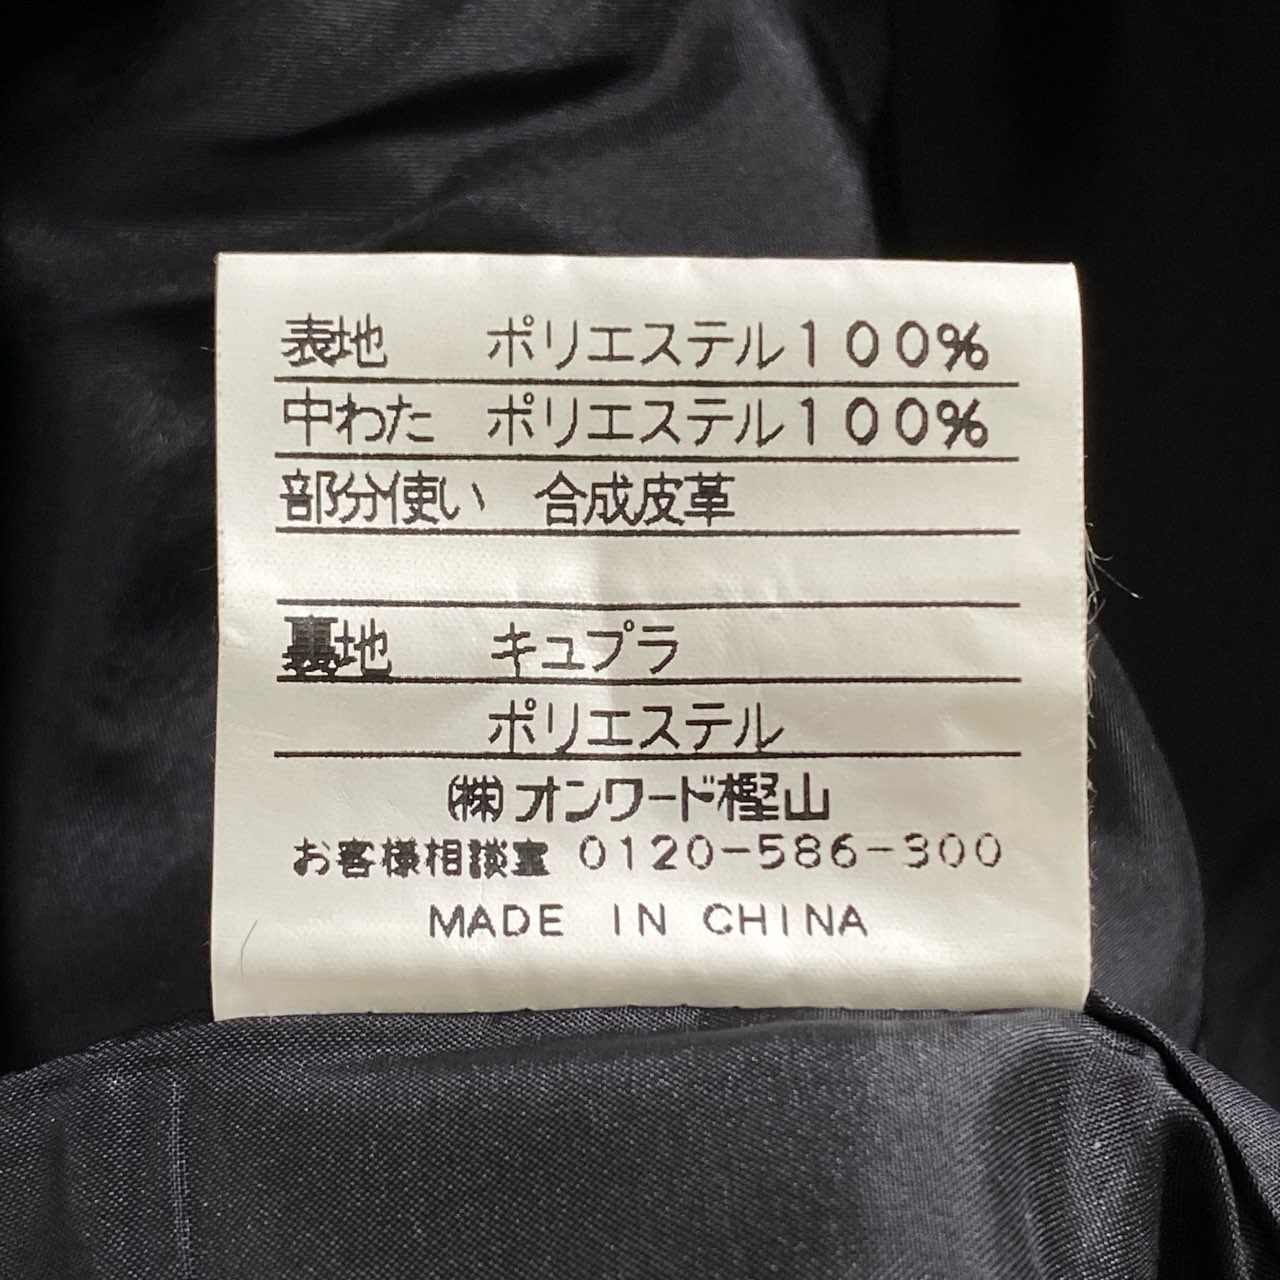 表地 ポリエステル100%
中わた ポリエステル100%
部分使い 合成皮革
裏地 キュプラ
ポリエステル
㈱オンワード樫山
お客様相談室 0120-586-300
MADE IN CHINA